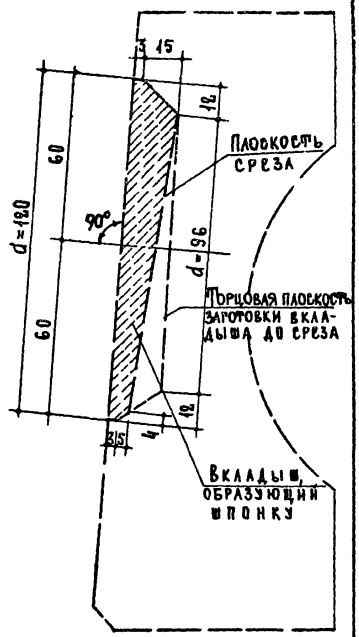 3 15
12
ПЛОСКОСТЬ
СРЕЗА
60
90°
d=120
d=96
60
ТОРЦОВАЯ ПЛОСКОСТЬ
ЗАГОТОВКИ ВКЛА-
ДЫША ДО СРЕЗА
12
3 5
4
ВКЛАДЫШ,
ОБРАЗУЮЩИЙ
ШПОНКУ